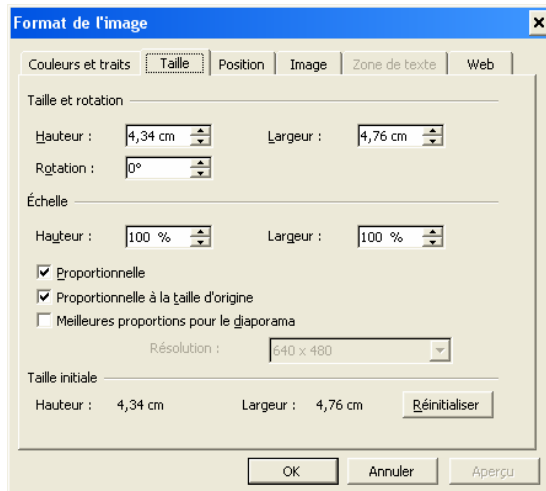 Format de l'image
Couleurs et traits Taille Position Image Zone de texte Web
Taille et rotation
Hauteur : 4,34 cm Largeur : 4,76 cm
Rotation : 0°
Échelle
Hauteur : 100 % Largeur : 100 %
Proportionnelle
Proportionnelle à la taille d'origine
Meilleures proportions pour le diaporama
Résolution : 640 x 480
Taille initiale
Hauteur : 4,34 cm Largeur : 4,76 cm Réinitialiser
OK Annuler Aperçu